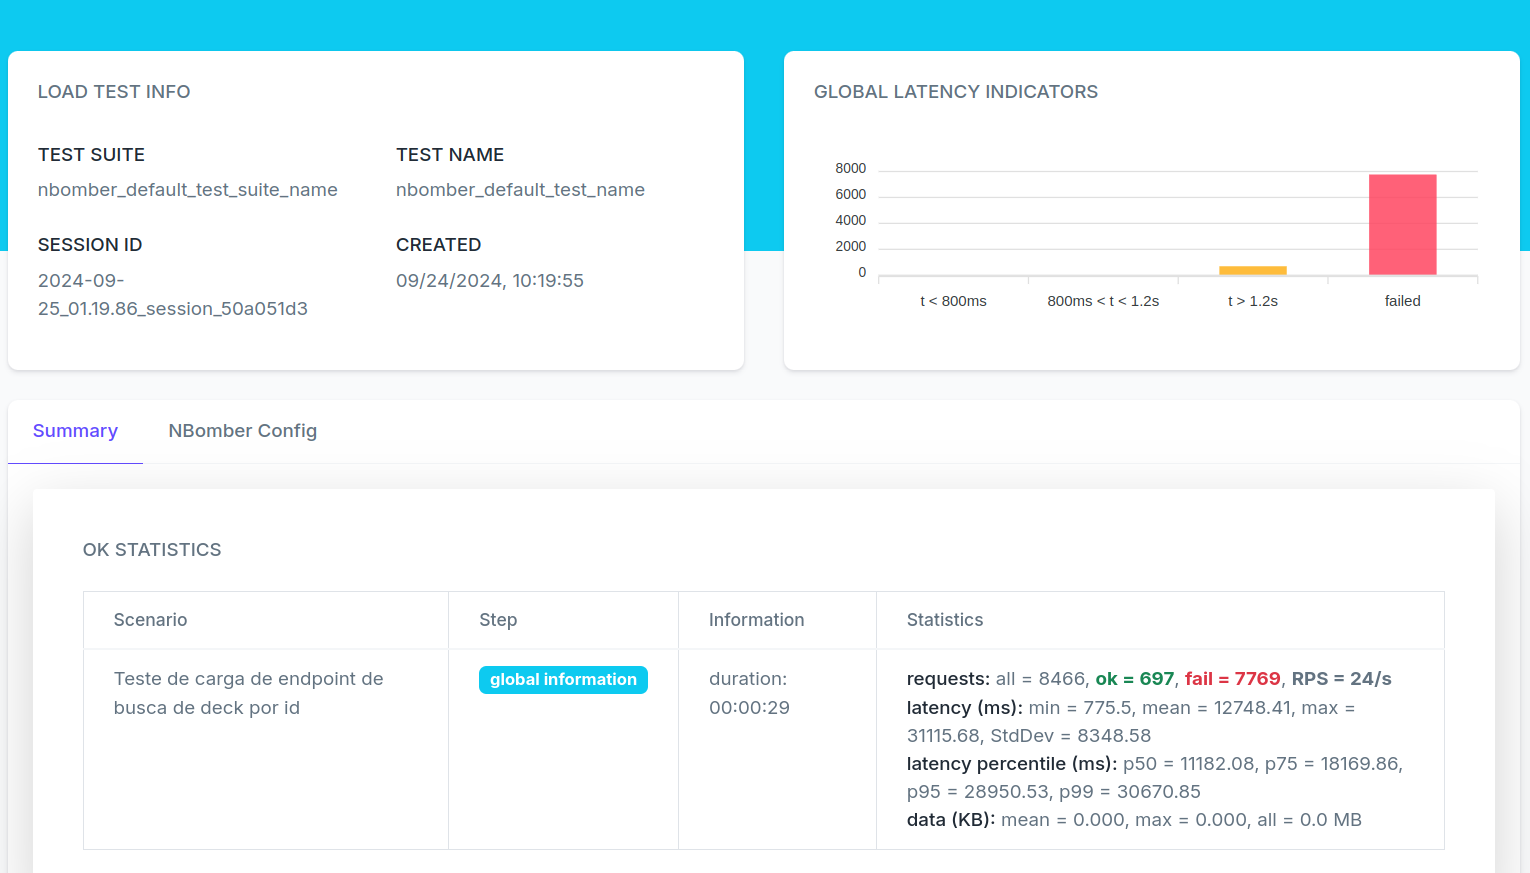 LOAD TEST INFO
TEST SUITE
nbomber_default_test_suite_name
TEST NAME
nbomber_default_test_name
SESSION ID
2024-09-
25_01.19.86_session_50a051d3
CREATED
09/24/2024, 10:19:55
GLOBAL LATENCY INDICATORS
8000
6000
4000
2000
0
t < 800ms
800ms < t < 1.2s
t > 1.2s
failed
Summary
NBomber Config
OK STATISTICS
Scenario
Step
Information
Statistics
Teste de carga de endpoint de
busca de deck por id
global information
duration:
00:00:29
requests: all = 8466, ok = 697, fail = 7769, RPS = 24/s
latency (ms): min = 775.5, mean = 12748.41, max =
31115.68, StdDev = 8348.58
latency percentile (ms): p50 = 11182.08, p75 = 18169.86,
p95 = 28950.53, p99 = 30670.85
data (KB): mean = 0.000, max = 0.000, all = 0.0 MB